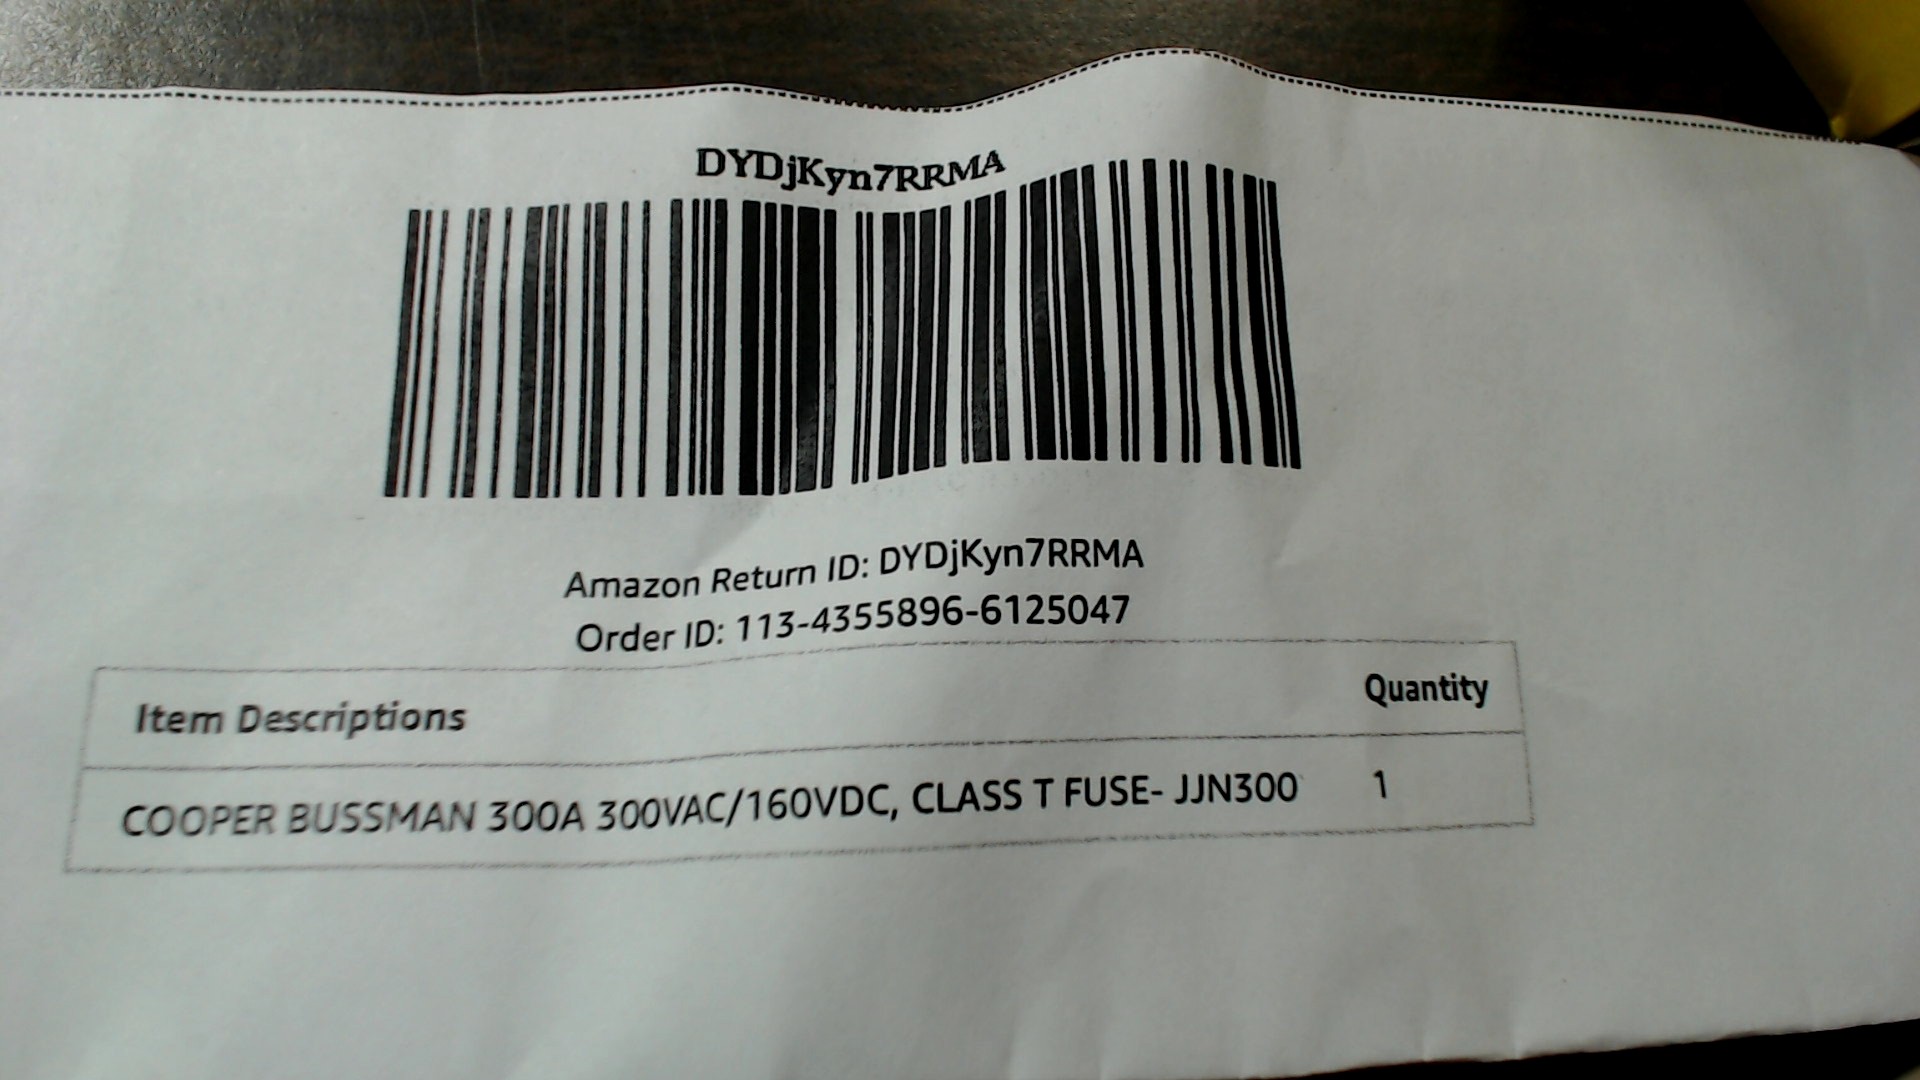 DYDjKyn7RRMA
Amazon Return ID: DYDjKyn7RRMA
Order ID: 113-4355896-6125047
Item Descriptions Quantity
COOPER BUSSMAN 300A 300VAC/160VDC, CLASS T FUSE- JJN300 1